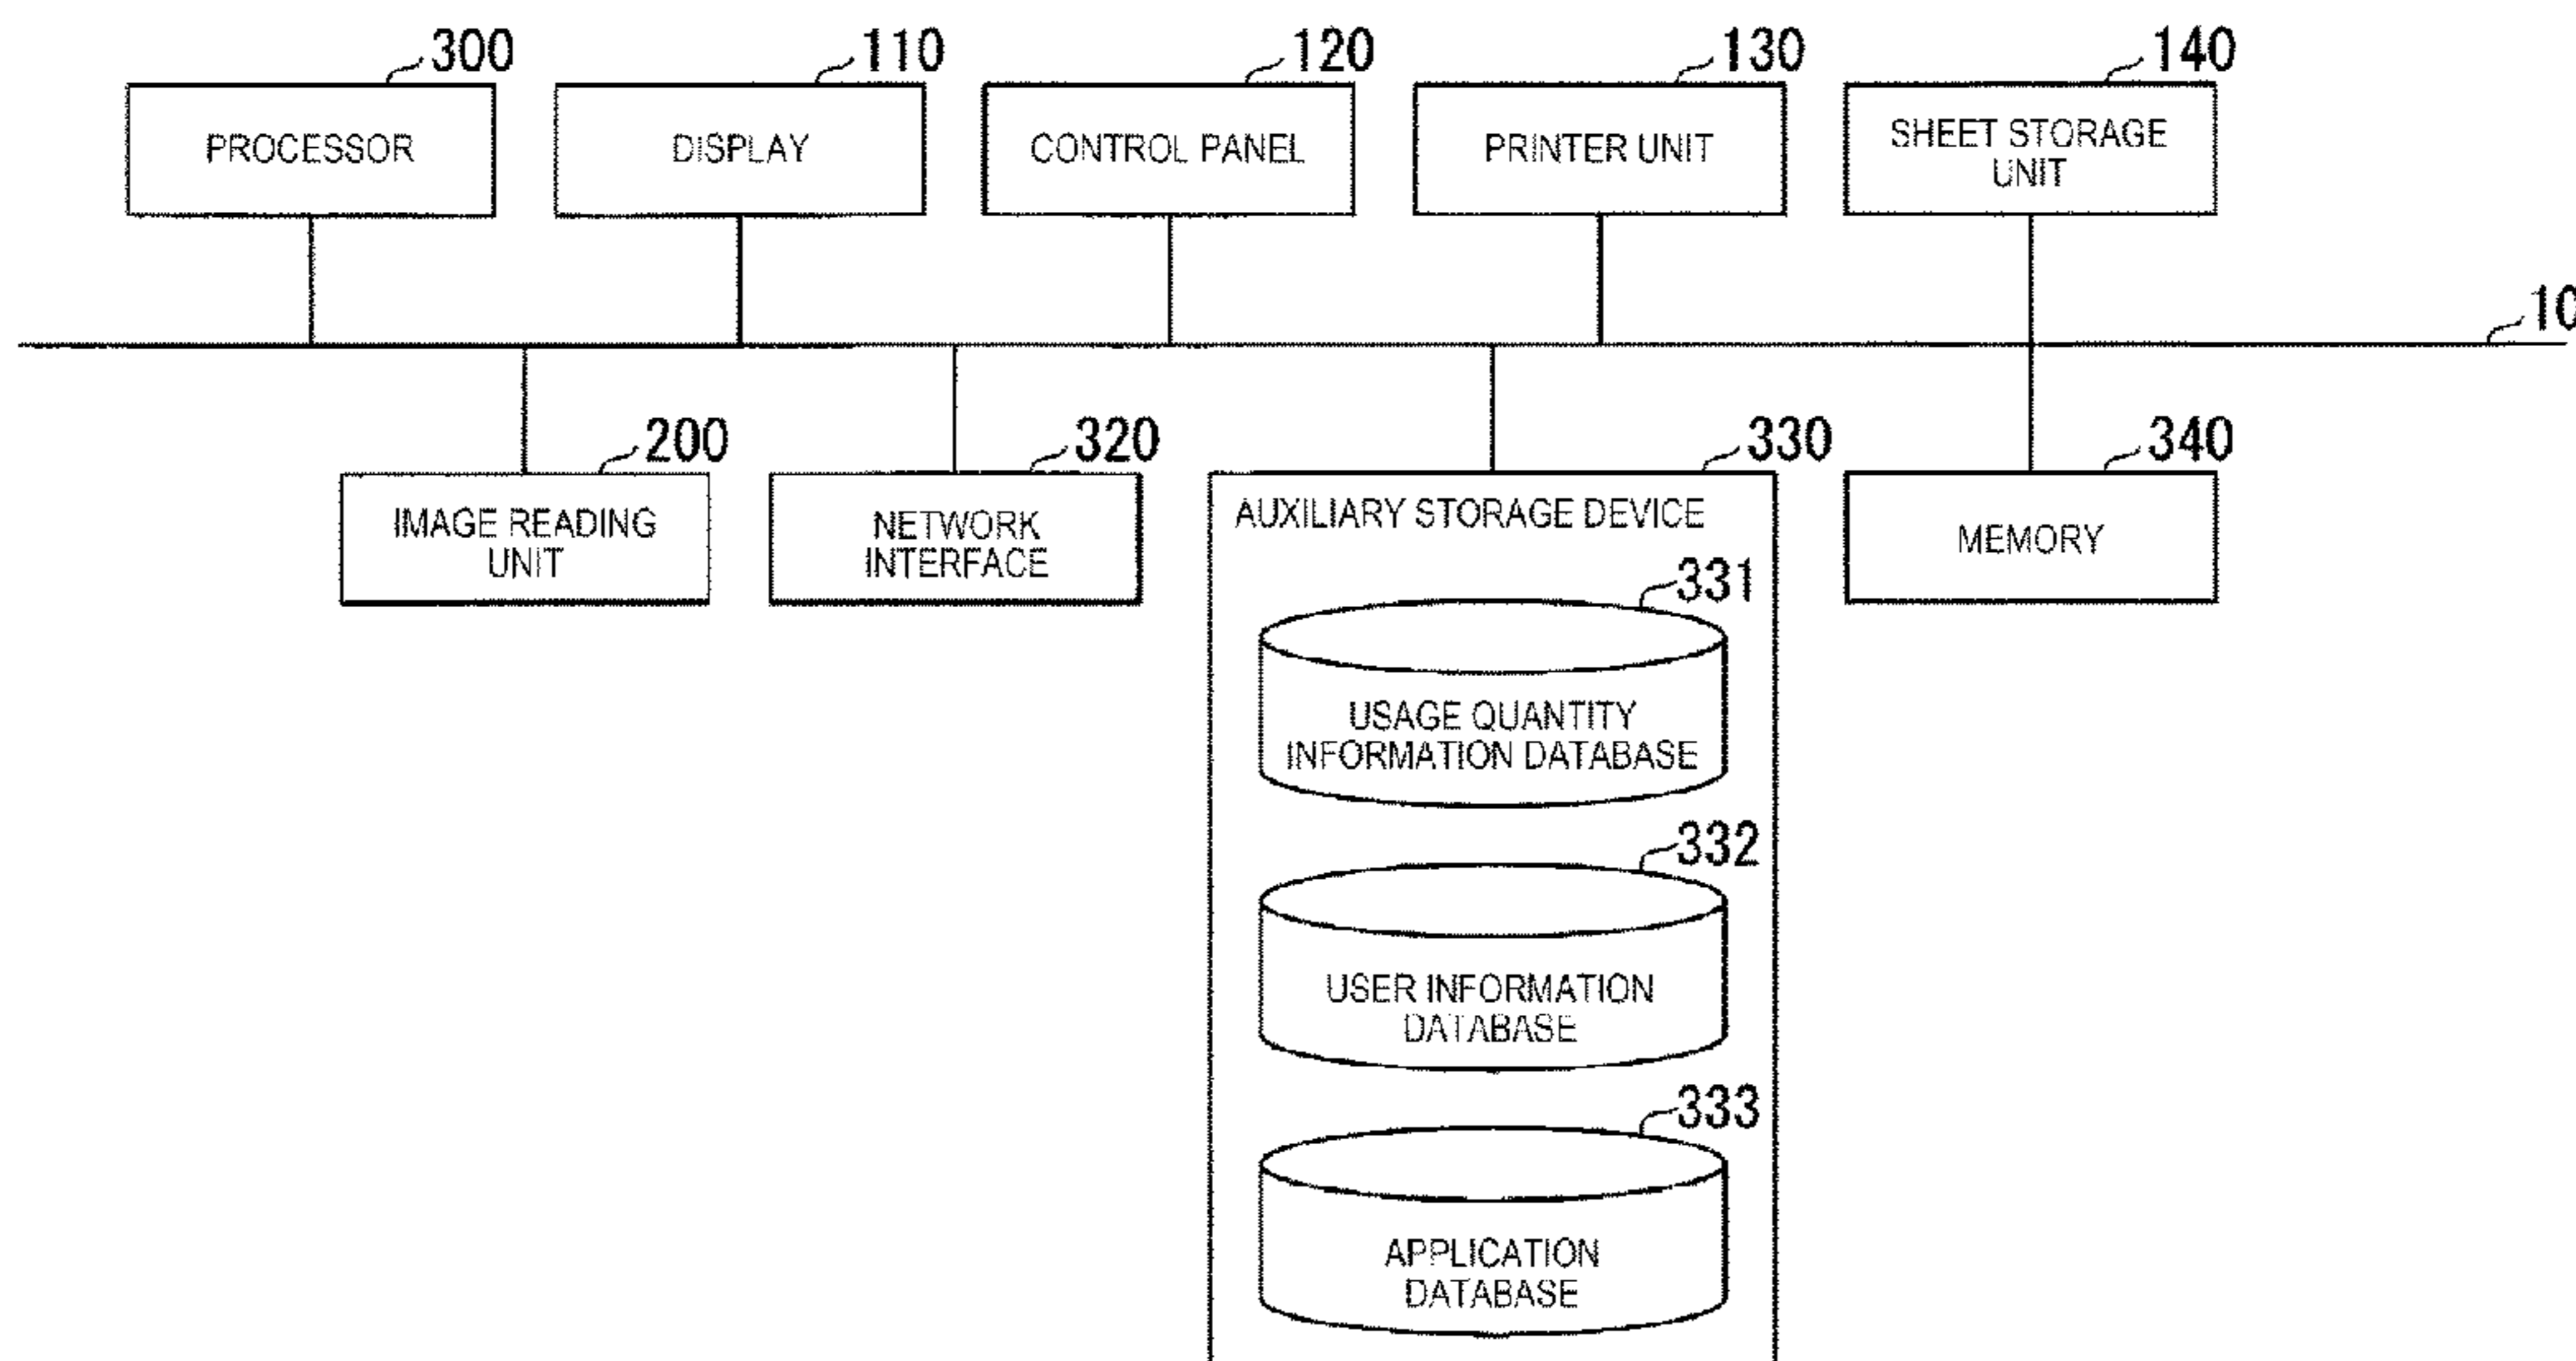 300
110
120
130
140
PROCESSOR
DISPLAY
CONTROL PANEL
PRINTER UNIT
SHEET STORAGE
UNIT
10
200
320
330
340
IMAGE READING
UNIT
NETWORK
INTERFACE
AUXILIARY STORAGE DEVICE
MEMORY
331
USAGE QUANTITY
INFORMATION DATABASE
332
USER INFORMATION
DATABASE
333
APPLICATION
DATABASE